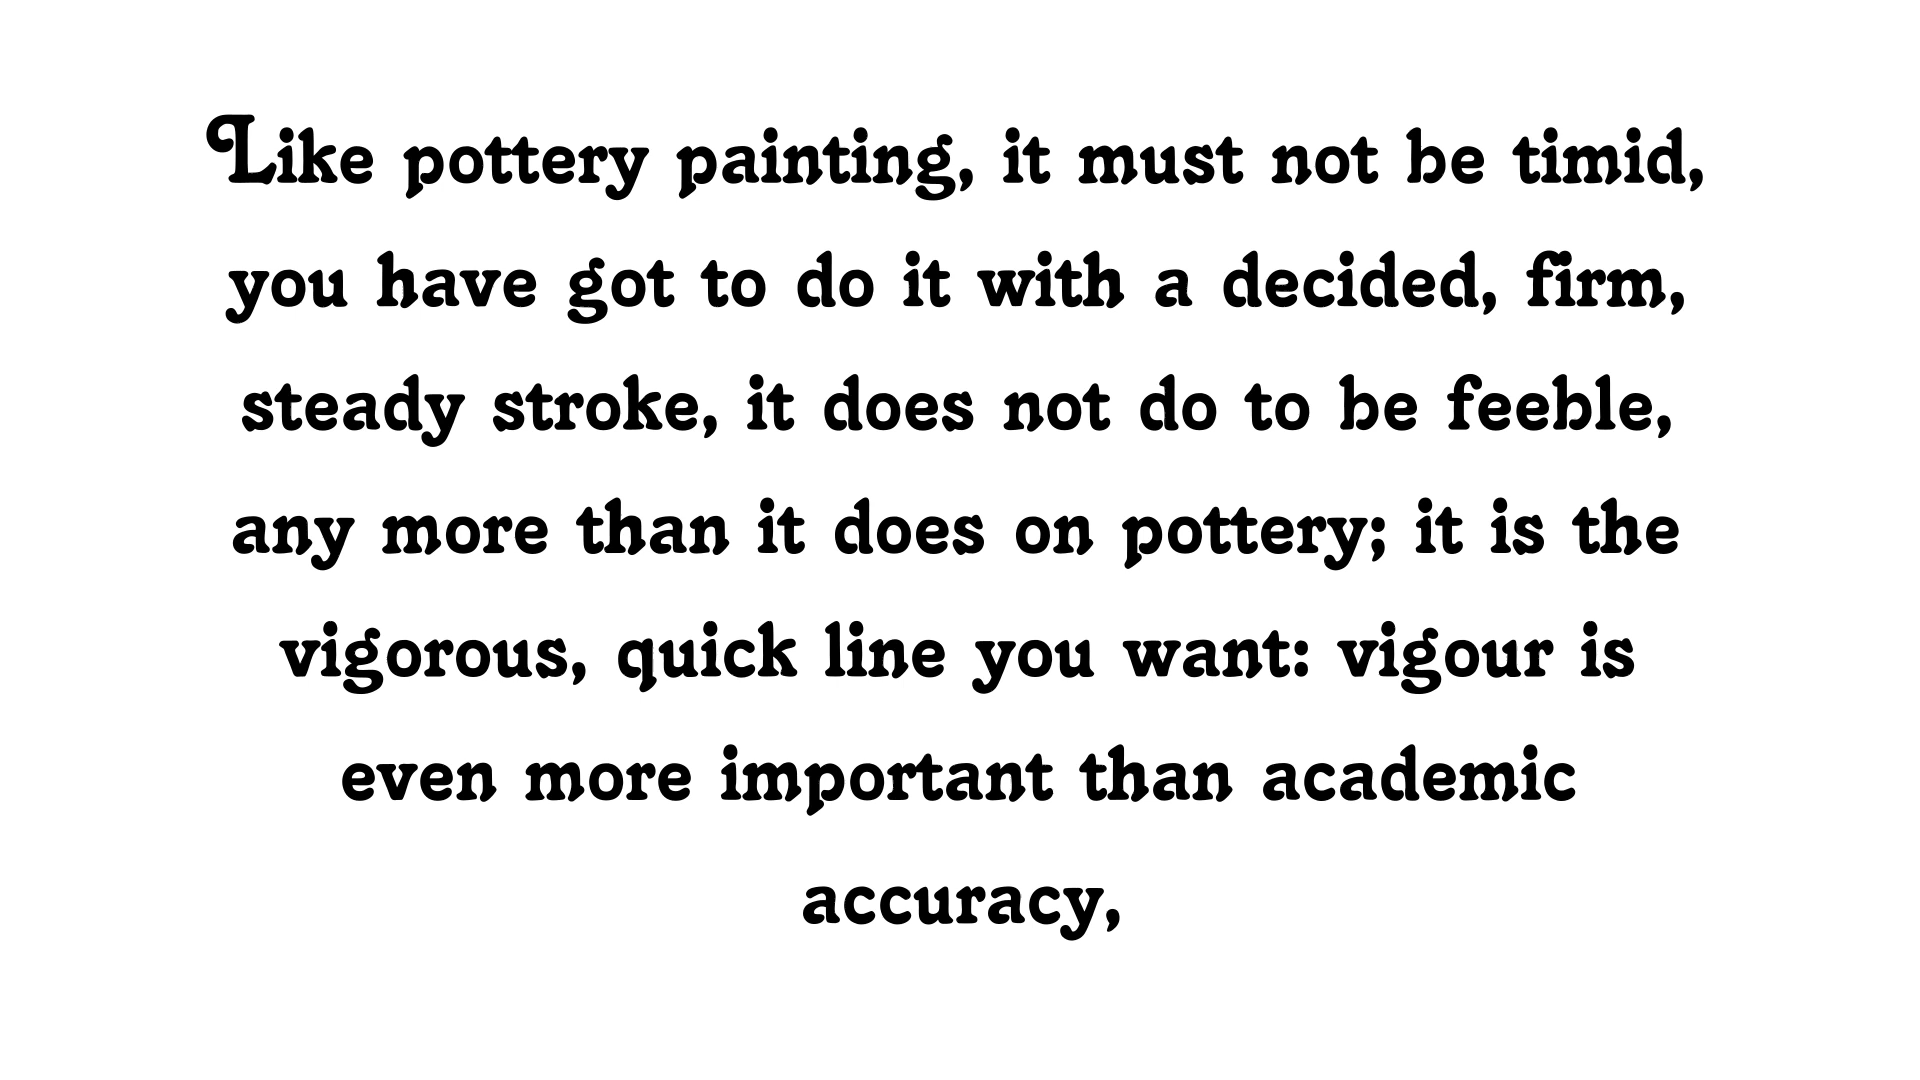 Like pottery painting, it must not be timid,
you have got to do it with a decided, firm,
steady stroke, it does not do to be feeble,
any more than it does on pottery; it is the
vigorous, quick line you want: vigour is
even more important than academic
accuracy,